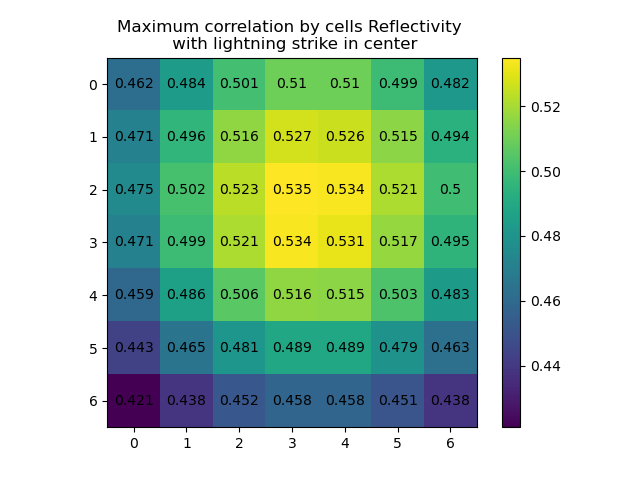 Maximum correlation by cells Reflectivity
with lightning strike in center
0 0.462 0.484 0.501 0.51 0.51 0.499 0.482
1 0.471 0.496 0.516 0.527 0.526 0.515 0.494
2 0.475 0.502 0.523 0.535 0.534 0.521 0.5
3 0.471 0.499 0.521 0.534 0.531 0.517 0.495
4 0.459 0.486 0.506 0.516 0.515 0.503 0.483
5 0.443 0.465 0.481 0.489 0.489 0.479 0.463
6 0.421 0.438 0.452 0.458 0.458 0.451 0.438
0 1 2 3 4 5 6
0.52
0.50
0.48
0.46
0.44